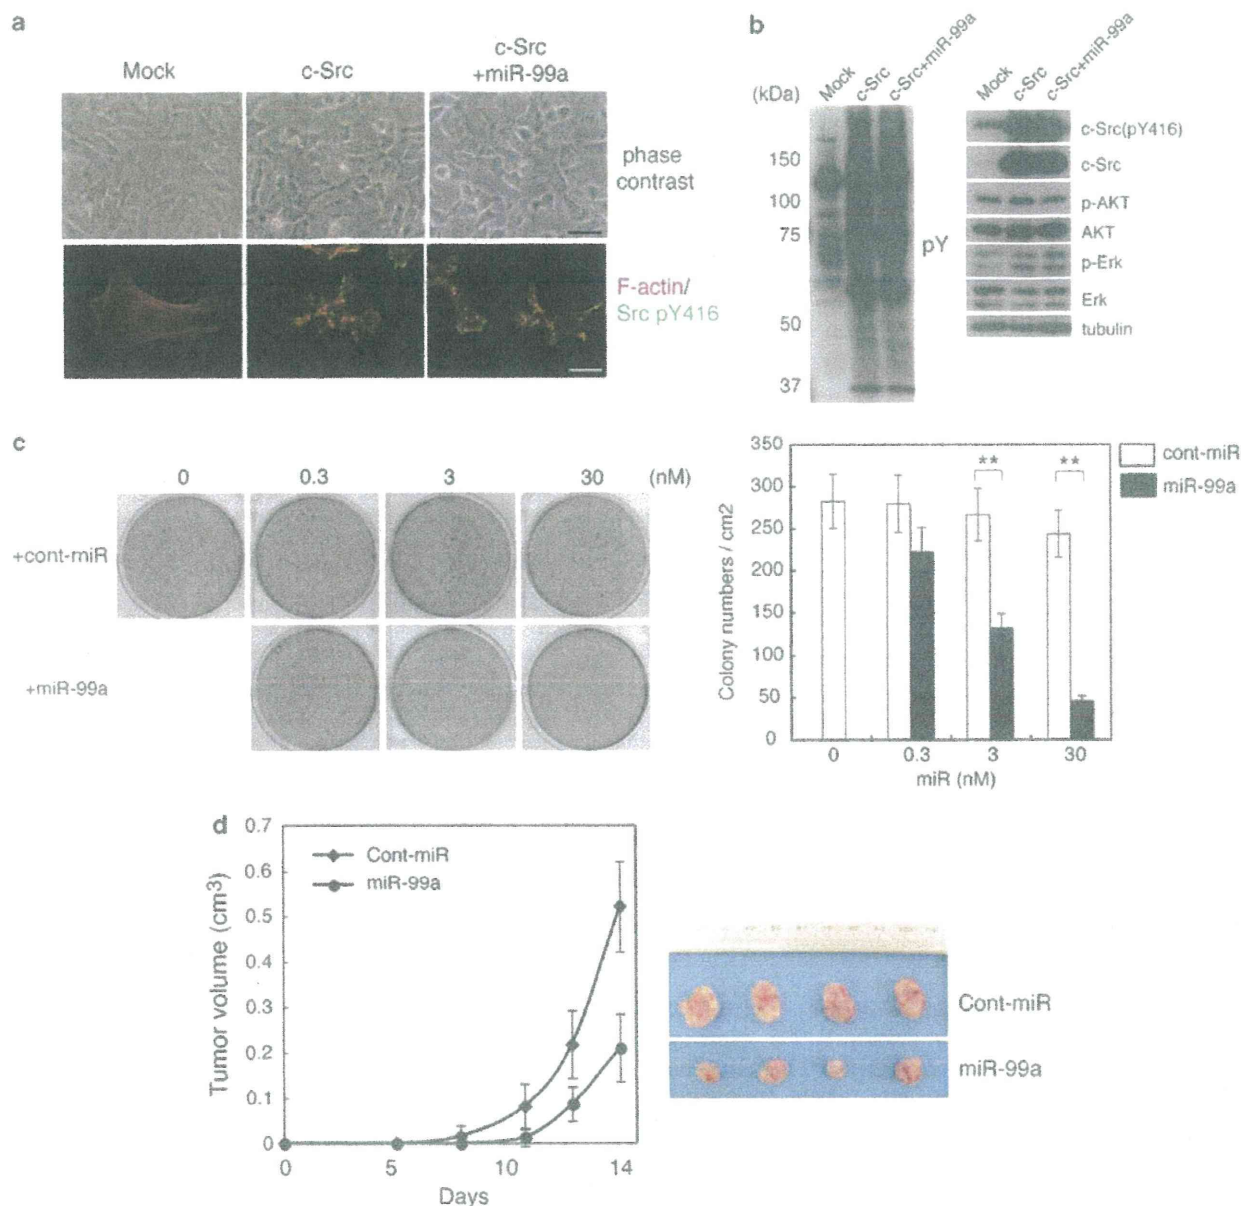 a
Mock
c-Src
c-Src
+miR-99a
phase
contrast
F-actin/
Src pY416
b
(kDa)
Mock
c-Src
c-Src+miR-99a
150
100
75
50
37
pY
Mock
c-Src
c-Src+miR-99a
c-Src(pY416)
c-Src
p-AKT
AKT
p-Erk
Erk
tubulin
c
0
0.3
3
30
(nM)
+cont-miR
+miR-99a
Colony numbers / cm2
350
300
250
200
150
100
50
0
**
**
cont-miR
miR-99a
0
0.3
3
30
miR (nM)
d
Tumor volume (cm3)
0.7
0.6
0.5
0.4
0.3
0.2
0.1
0
Cont-miR
miR-99a
0
5
10
14
Days
Cont-miR
miR-99a